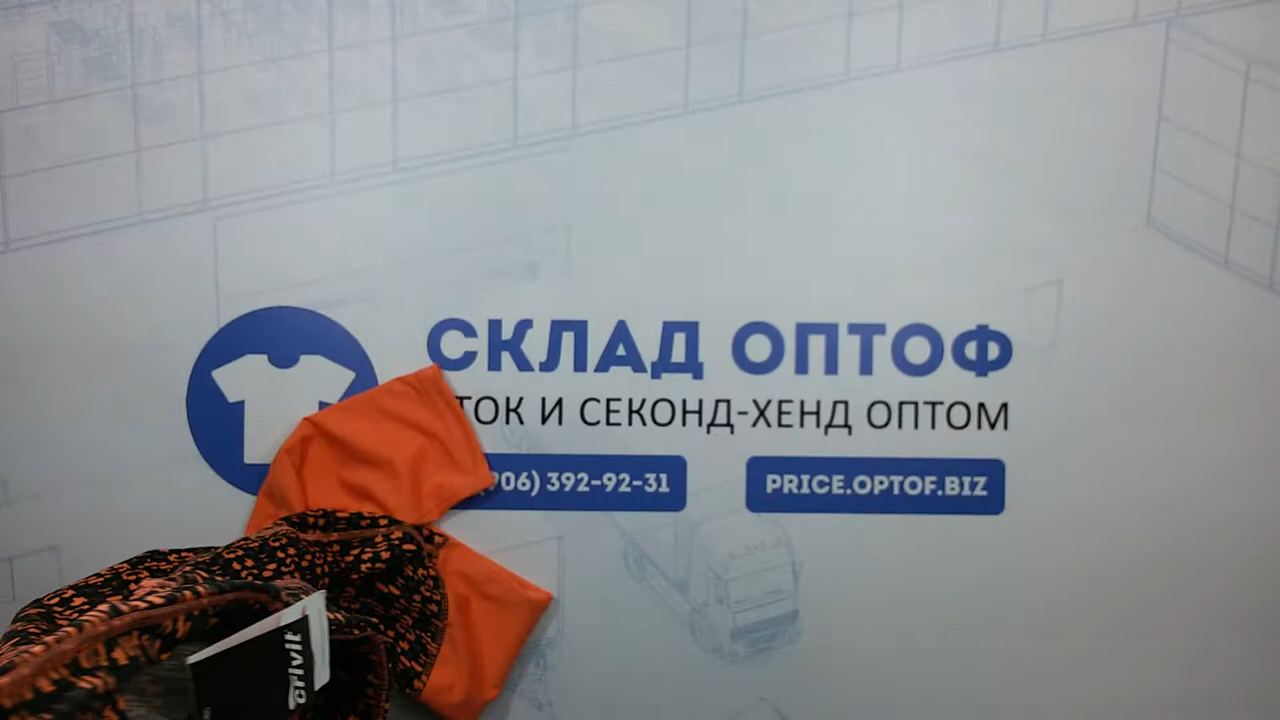 СКЛАД ОПТОФ
ТОК И СЕКОНД-ХЕНД ОПТОМ
906) 392-92-31
PRICE.OPTOF.BIZ
crivit